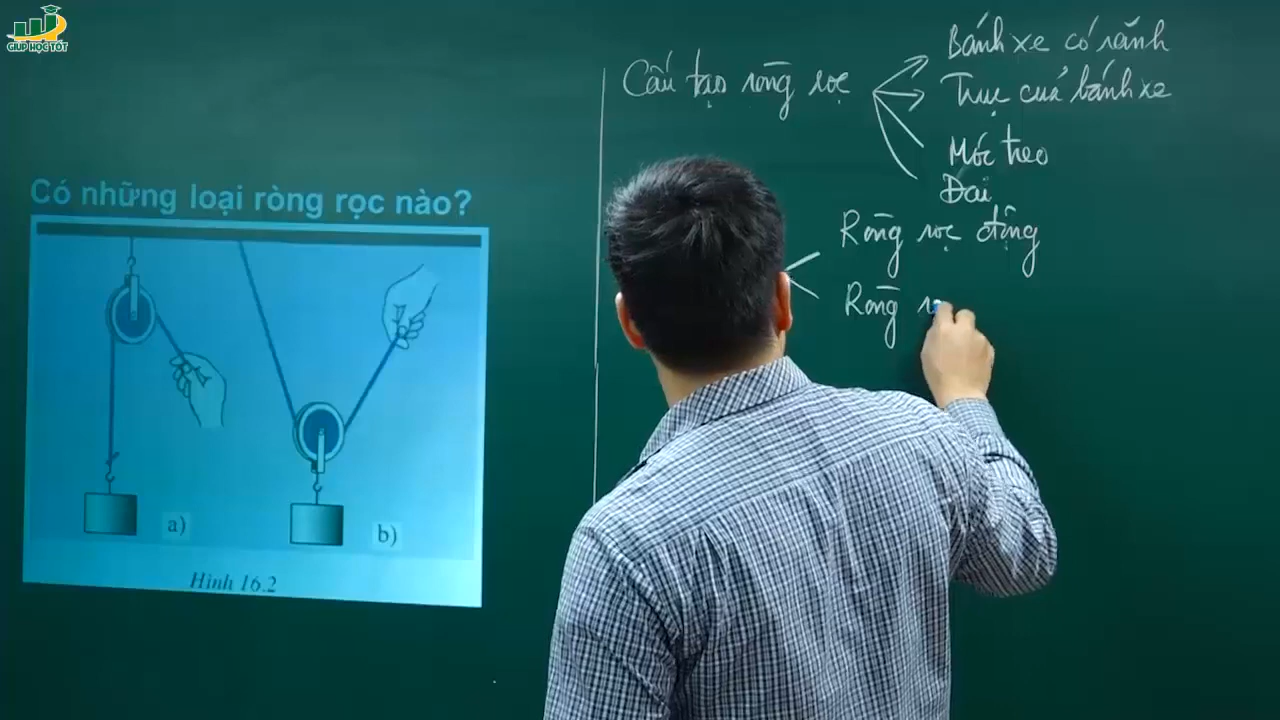 GIÚP HỌC TỐT
Có những loại ròng rọc nào?
a)
b)
Hình 16.2
Cấu tạo ròng rọc
Bánh xe có rãnh
Trục của bánh xe
Móc treo
Đai
Ròng rọc động
Ròng